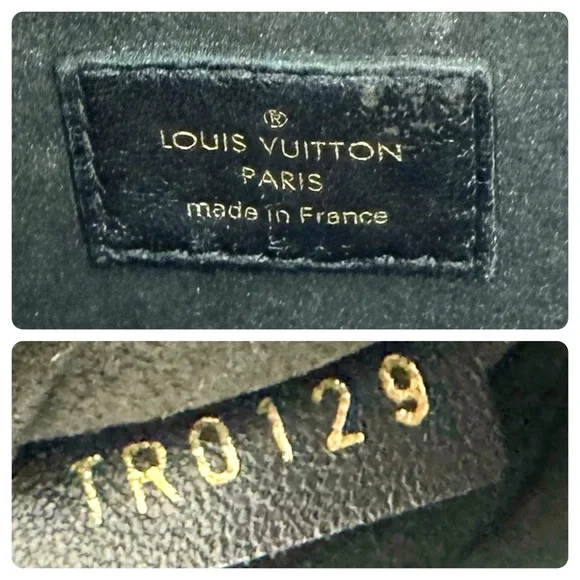 ®
LOUIS VUITTON
PARIS
made in France
TR0129